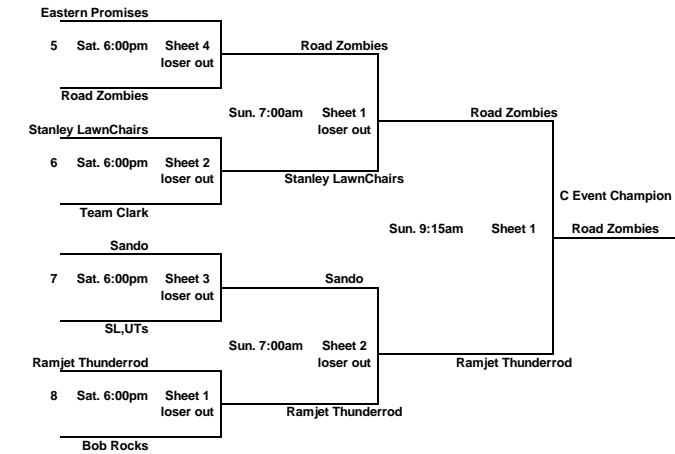 Eastern Promises
5 Sat. 6:00pm Sheet 4 Road Zombies
loser out
Road Zombies
Sun. 7:00am Sheet 1 Road Zombies
Stanley LawnChairs loser out
6 Sat. 6:00pm Sheet 2
loser out Stanley LawnChairs
C Event Champion
Team Clark
Sun. 9:15am Sheet 1 Road Zombies
Sando
7 Sat. 6:00pm Sheet 3 Sando
loser out
SL,UTs
Sun. 7:00am Sheet 2
Ramjet Thunderrod loser out Ramjet Thunderrod
8 Sat. 6:00pm Sheet 1
loser out Ramjet Thunderrod
Bob Rocks